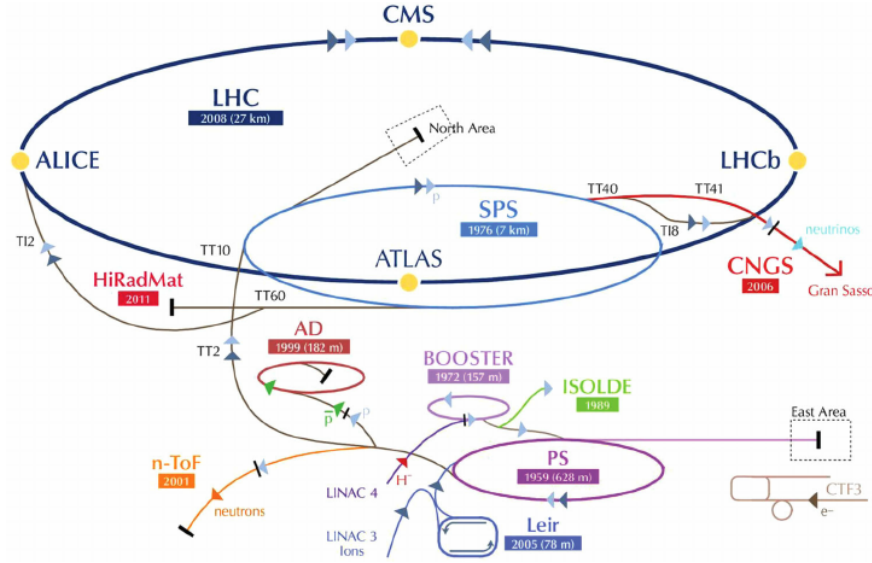 CMS
LHC
2008 (27 km)
North Area
ALICE
LHCb
TT40
TT41
p
SPS
1976 (7 km)
TI2
TT10
TI8
neutrinos
ATLAS
HiRadMat
2011
CNGS
2006
Gran Sasso
TT60
AD
1999 (182 m)
TT2
BOOSTER
1972 (157 m)
ISOLDE
1989
p
p̅
East Area
n-ToF
2001
PS
1959 (628 m)
H⁻
LINAC 4
CTF3
neutrons
e–
LINAC 3
Ions
Leir
2005 (78 m)